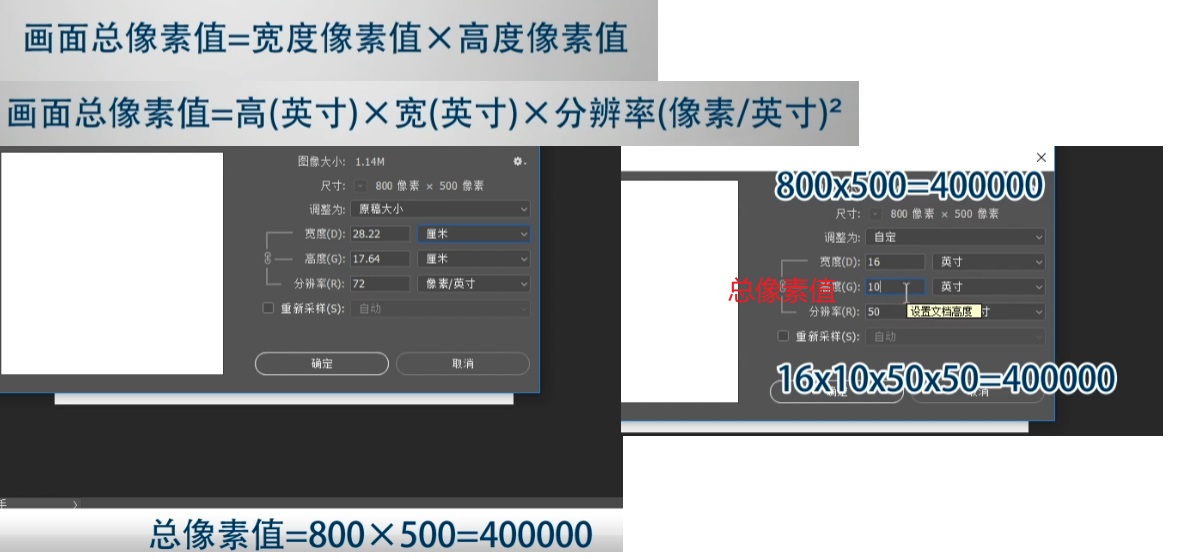 画面总像素值=宽度像素值×高度像素值
画面总像素值=高(英寸)×宽(英寸)×分辨率(像素/英寸)²
图像大小: 1.14M
尺寸: 800 像素 × 500 像素
调整为: 原稿大小
宽度(D): 28.22 厘米
高度(G): 17.64 厘米
分辨率(R): 72 像素/英寸
重新采样(S): 自动
确定 取消
总像素值=800×500=400000
800x500=400000
尺寸: 800 像素 × 500 像素
调整为: 自定
宽度(D): 16 英寸
总像素值
度(G): 10 英寸
分辨率(R): 50 寸
设置文档高度
重新采样(S): 自动
16x10x50x50=400000